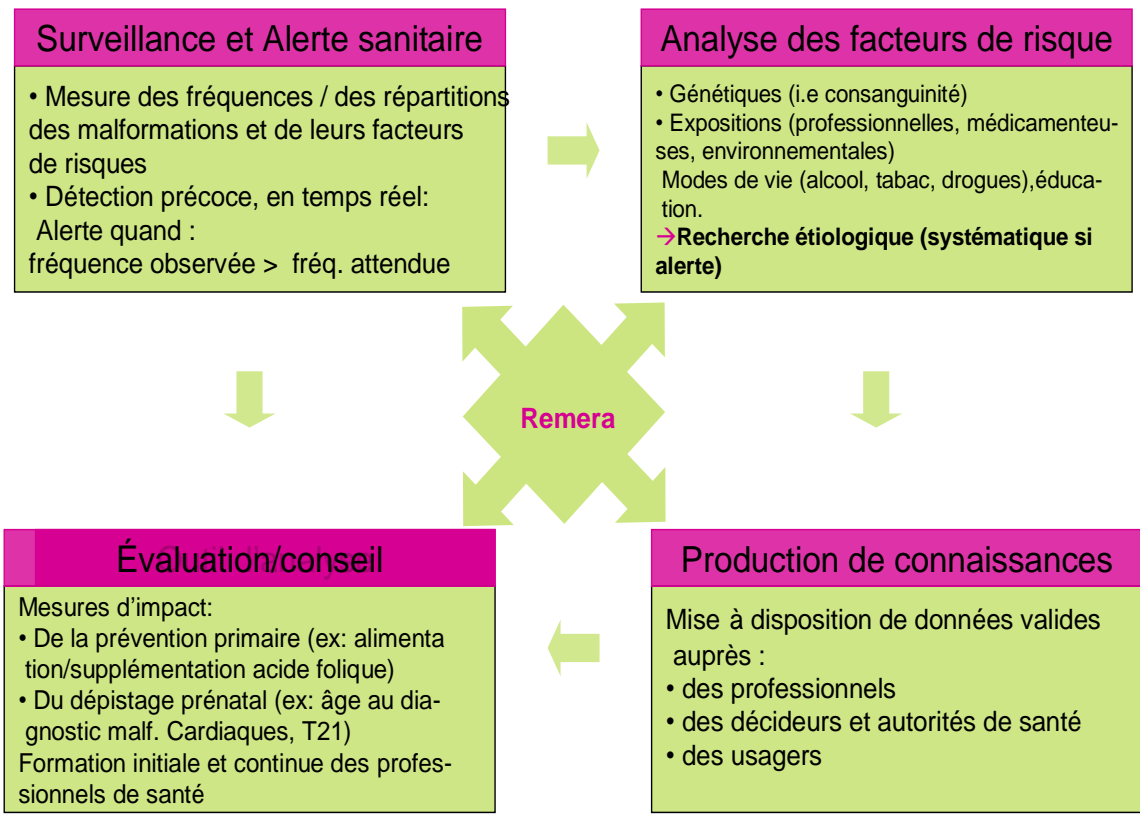 Surveillance et Alerte sanitaire
• Mesure des fréquences / des répartitions
des malformations et de leurs facteurs
de risques
• Détection précoce, en temps réel:
Alerte quand :
fréquence observée > fréq. attendue
Analyse des facteurs de risque
• Génétiques (i.e consanguinité)
• Expositions (professionnelles, médicamenteu-
ses, environnementales)
Modes de vie (alcool, tabac, drogues),éduca-
tion.
→Recherche étiologique (systématique si
alerte)
Remera
Évaluation/conseil
Mesures d'impact:
• De la prévention primaire (ex: alimenta
tion/supplémentation acide folique)
• Du dépistage prénatal (ex: âge au dia-
gnostic malf. Cardiaques, T21)
Formation initiale et continue des profes-
sionnels de santé
Production de connaissances
Mise à disposition de données valides
auprès :
• des professionnels
• des décideurs et autorités de santé
• des usagers